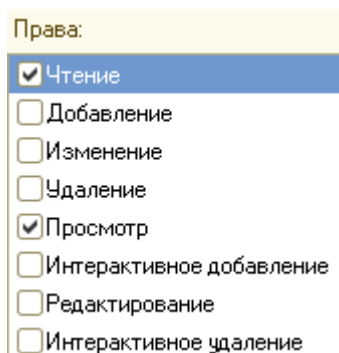 Права:
Чтение
Добавление
Изменение
Удаление
Просмотр
Интерактивное добавление
Редактирование
Интерактивное удаление